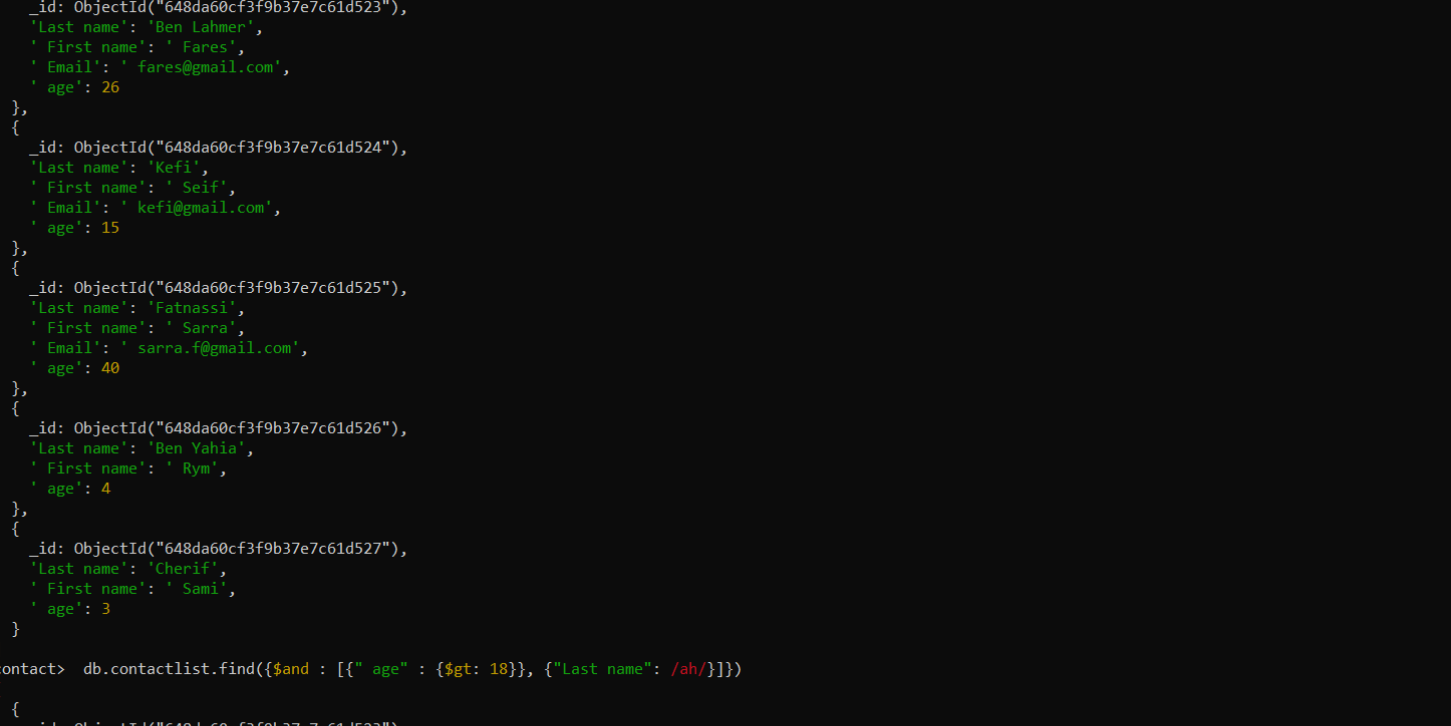 _id: ObjectId("648da60cf3f9b37e7c61d523"),
'Last name': 'Ben Lahmer',
' First name': ' Fares',
' Email': ' fares@gmail.com',
' age': 26
},
{
_id: ObjectId("648da60cf3f9b37e7c61d524"),
'Last name': 'Kefi',
' First name': ' Seif',
' Email': ' kefi@gmail.com',
' age': 15
},
{
_id: ObjectId("648da60cf3f9b37e7c61d525"),
'Last name': 'Fatnassi',
' First name': ' Sarra',
' Email': ' sarra.f@gmail.com',
' age': 40
},
{
_id: ObjectId("648da60cf3f9b37e7c61d526"),
'Last name': 'Ben Yahia',
' First name': ' Rym',
' age': 4
},
{
_id: ObjectId("648da60cf3f9b37e7c61d527"),
'Last name': 'Cherif',
' First name': ' Sami',
' age': 3
}
contact>  db.contactlist.find({$and : [{" age" : {$gt: 18}}, {"Last name": /ah/}]})
{